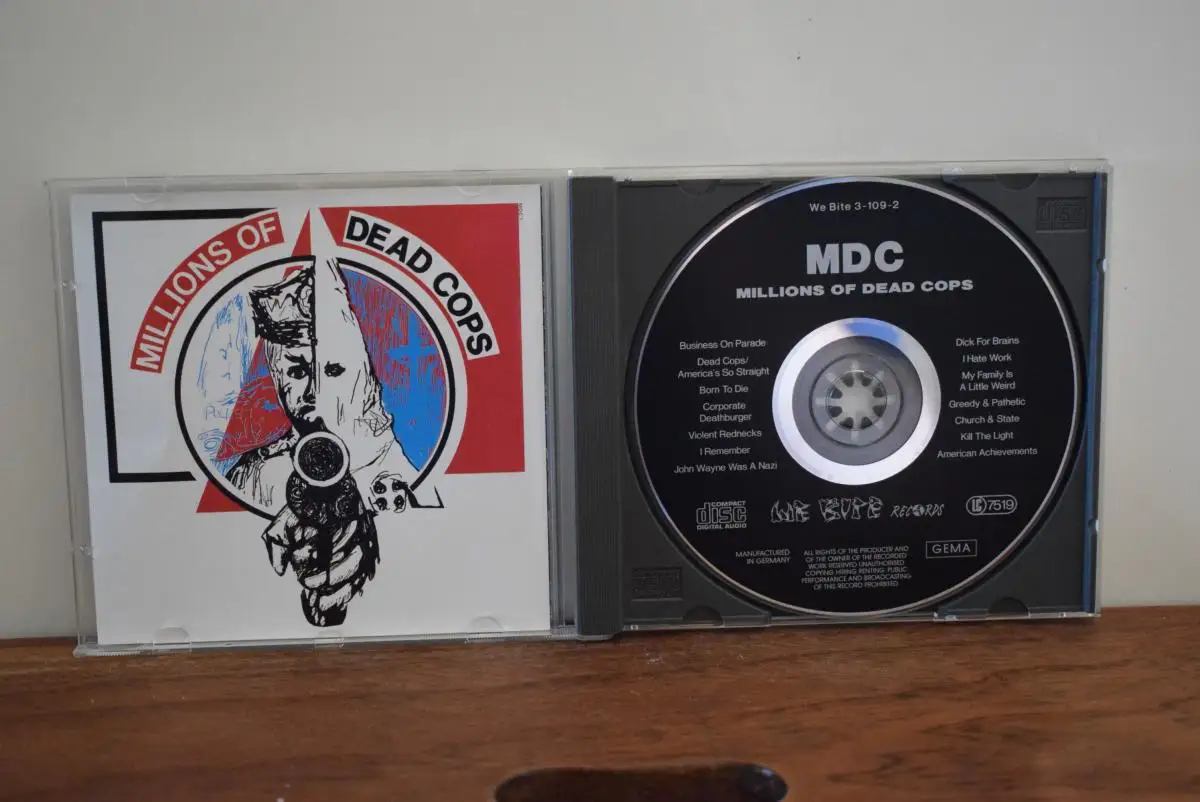 MILLIONS OF
DEAD COPS
We Bite 3-109-2
MDC
MILLIONS OF DEAD COPS
Business On Parade
Dead Cops/
America's So Straight
Born To Die
Corporate
Deathburger
Violent Rednecks
I Remember
John Wayne Was A Nazi
Dick For Brains
I Hate Work
My Family Is
A Little Weird
Greedy & Pathetic
Church & State
Kill The Light
American Achievements
COMPACT
disc
DIGITAL AUDIO
WE BITE RECORDS
LC 7519
MANUFACTURED
IN GERMANY
ALL RIGHTS OF THE PRODUCER AND
OF THE OWNER OF THE RECORDED
WORK RESERVED UNAUTHORISED
COPYING HIRING RENTING PUBLIC
PERFORMANCE AND BROADCASTING
OF THIS RECORD PROHIBITED
GEMA